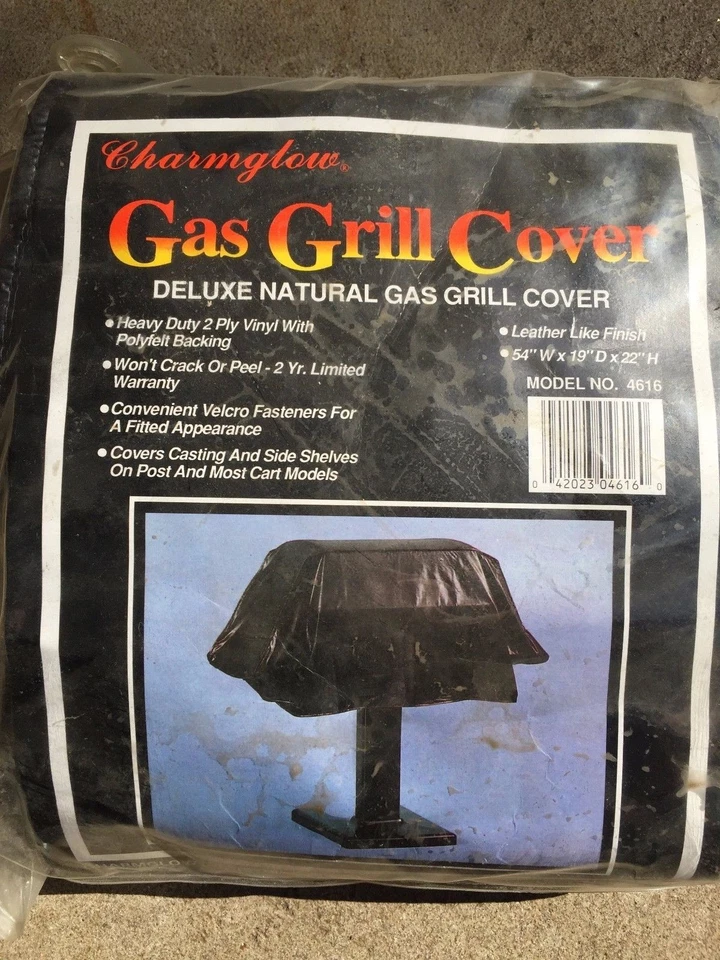 Charmglow®
Gas Grill Cover
DELUXE NATURAL GAS GRILL COVER
• Heavy Duty 2 Ply Vinyl With
Polyfelt Backing
• Won't Crack Or Peel - 2 Yr. Limited
Warranty
• Convenient Velcro Fasteners For
A Fitted Appearance
• Covers Casting And Side Shelves
On Post And Most Cart Models
• Leather Like Finish
• 54" W x 19" D x 22" H
MODEL NO. 4616
0 42023 04616 0